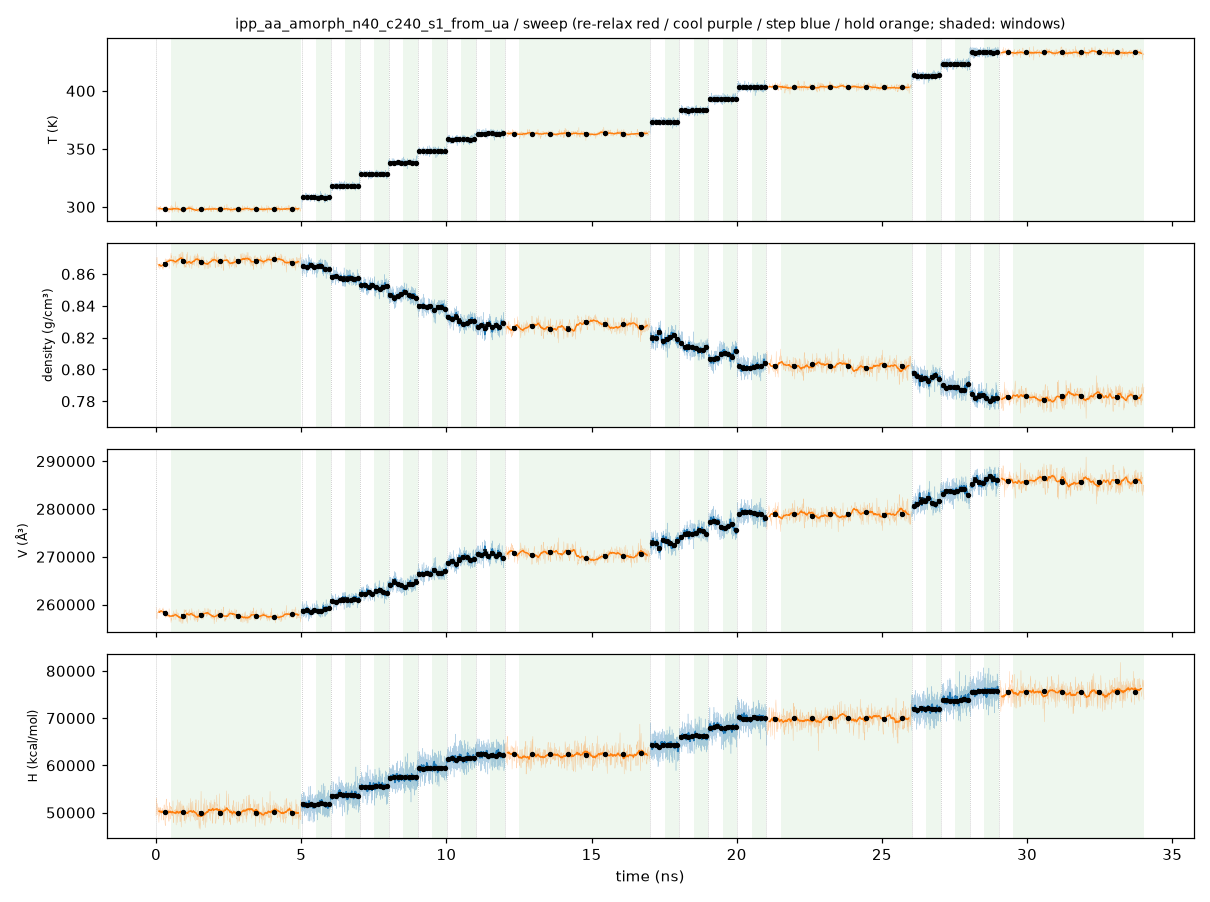 ipp_aa_amorph_n40_c240_s1_from_ua / sweep (re-relax red / cool purple / step blue / hold orange; shaded: windows)
T (K)
400
350
300
density (g/cm³)
0.86
0.84
0.82
0.80
0.78
V (Å³)
290000
280000
270000
260000
H (kcal/mol)
80000
70000
60000
50000
0 5 10 15 20 25 30 35
time (ns)